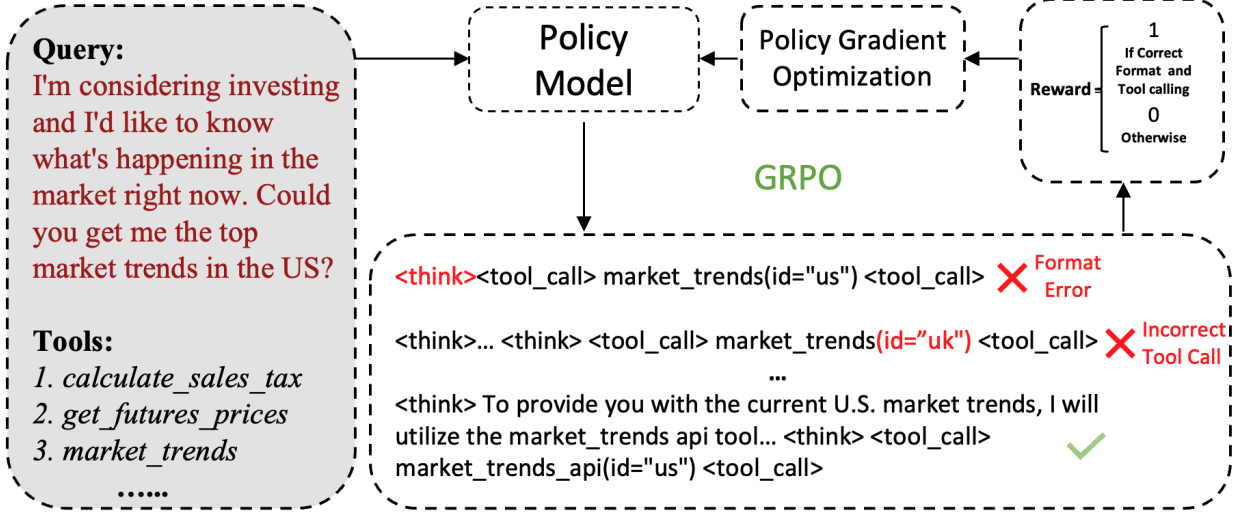 Query:
I'm considering investing
and I'd like to know
what's happening in the
market right now. Could
you get me the top
market trends in the US?
Tools:
1. calculate_sales_tax
2. get_futures_prices
3. market_trends
......
Policy
Model
Policy Gradient
Optimization
Reward=
1
If Correct
Format and
Tool calling
0
Otherwise
GRPO
<think><tool_call> market_trends(id="us") <tool_call>
Format
Error
<think>... <think> <tool_call> market_trends(id=”uk") <tool_call>
Incorrect
Tool Call
...
<think> To provide you with the current U.S. market trends, I will
utilize the market_trends api tool... <think> <tool_call>
market_trends_api(id="us") <tool_call>